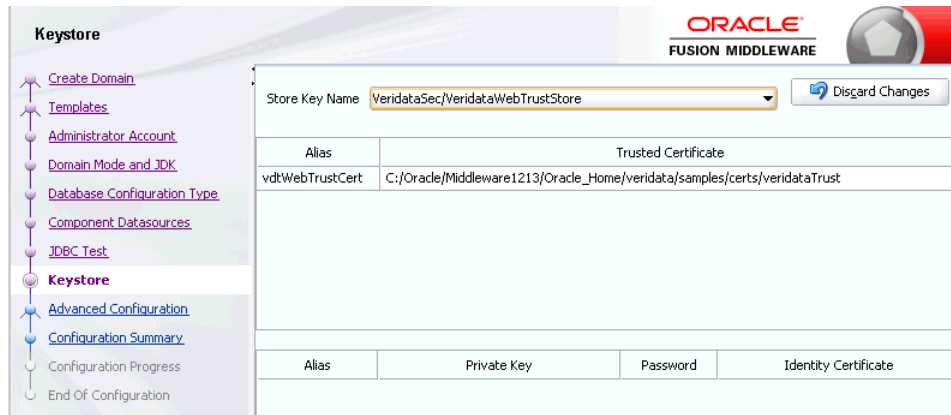 Keystore
ORACLE
FUSION MIDDLEWARE
Create Domain
Templates
Administrator Account
Domain Mode and JDK
Database Configuration Type
Component Datasources
JDBC Test
Keystore
Advanced Configuration
Configuration Summary
Configuration Progress
End Of Configuration
Store Key Name VeridataSec/VeridataWebTrustStore Discard Changes
Alias Trusted Certificate
vdtWebTrustCert C:/Oracle/Middleware1213/Oracle_Home/veridata/samples/certs/veridataTrust
Alias Private Key Password Identity Certificate